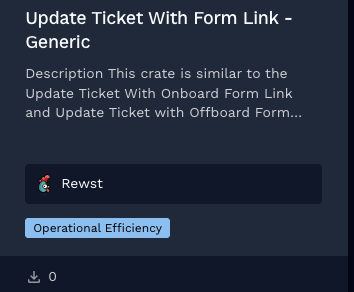 Update Ticket With Form Link -
Generic
Description This crate is similar to the
Update Ticket With Onboard Form Link
and Update Ticket with Offboard Form...
Rewst
Operational Efficiency
0